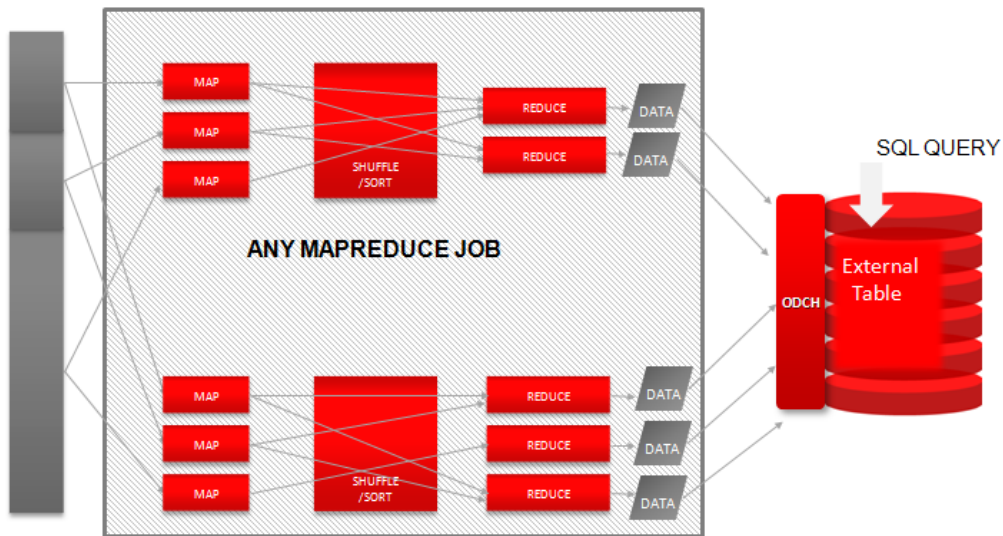 MAP
MAP
MAP
SHUFFLE
/SORT
REDUCE
REDUCE
DATA
DATA
SQL QUERY
ANY MAPREDUCE JOB
ODCH
External
Table
MAP
MAP
MAP
SHUFFLE
/SORT
REDUCE
REDUCE
REDUCE
DATA
DATA
DATA